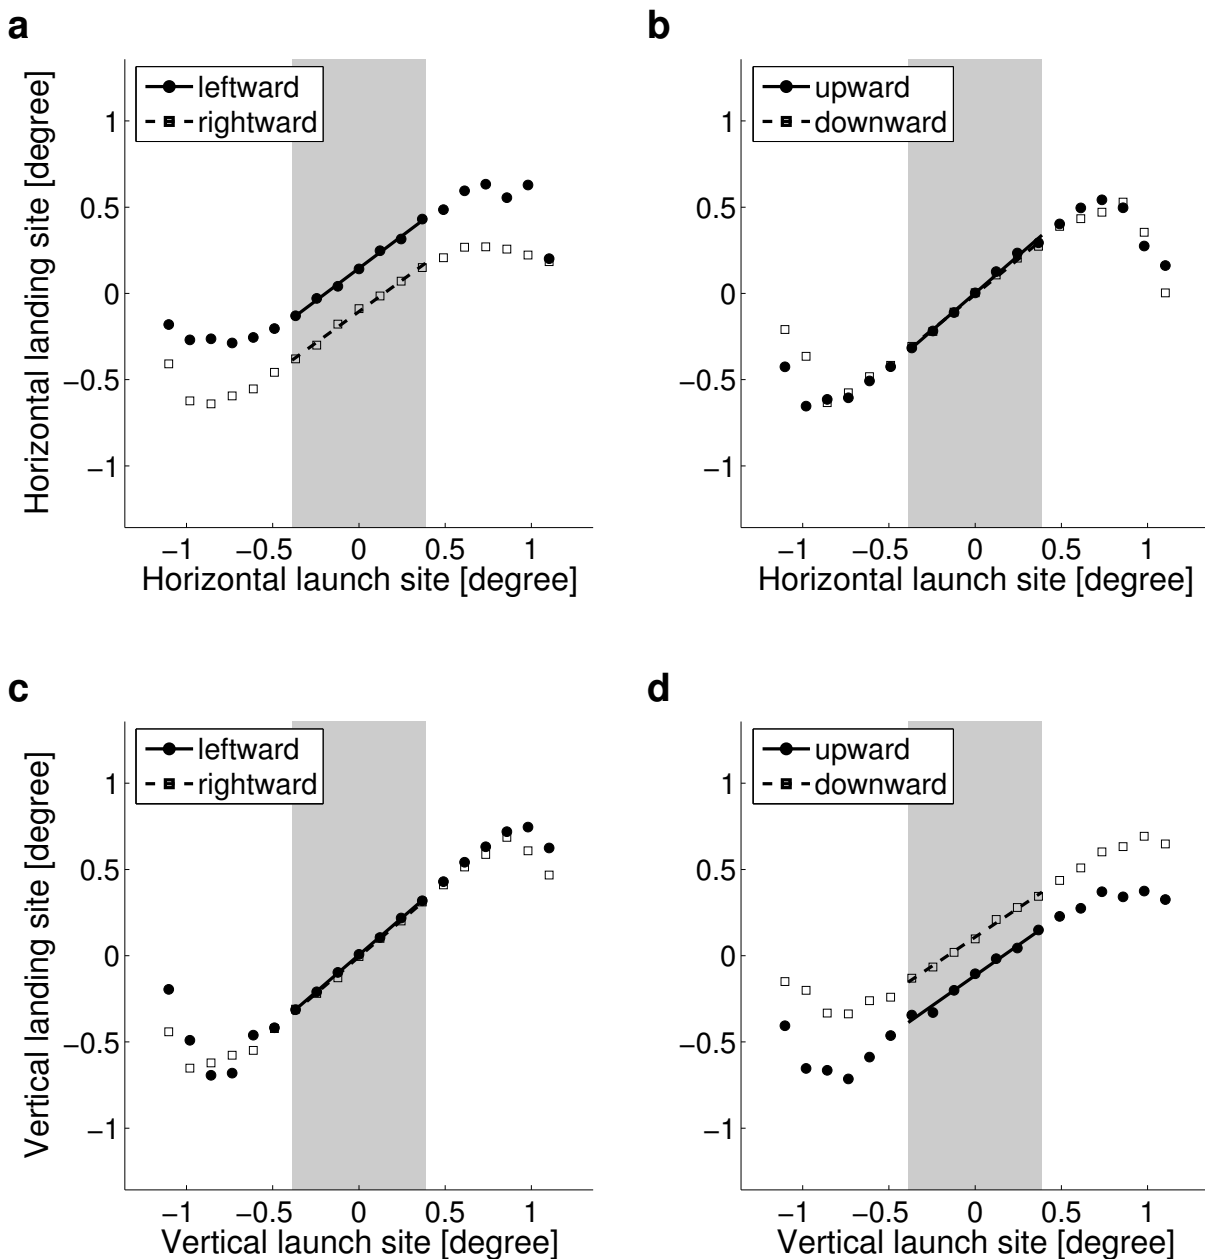 a
leftward
rightward
1
0.5
0
−0.5
−1
Horizontal landing site [degree]
−1 −0.5 0 0.5 1
Horizontal launch site [degree]
b
upward
downward
1
0.5
0
−0.5
−1
−1 −0.5 0 0.5 1
Horizontal launch site [degree]
c
leftward
rightward
1
0.5
0
−0.5
−1
Vertical landing site [degree]
−1 −0.5 0 0.5 1
Vertical launch site [degree]
d
upward
downward
1
0.5
0
−0.5
−1
−1 −0.5 0 0.5 1
Vertical launch site [degree]